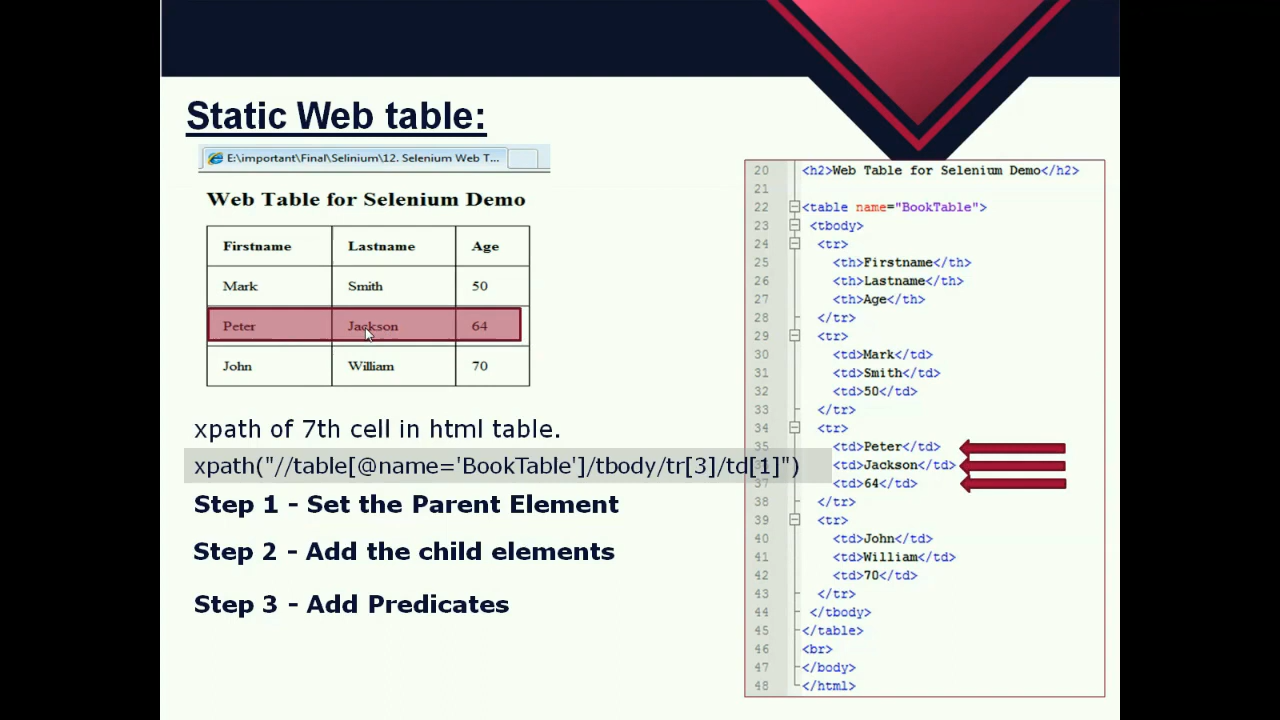 Static Web table:
E:\important\Final\Selinium\12. Selenium Web T...
Web Table for Selenium Demo
Firstname Lastname Age
Mark Smith 50
Peter Jackson 64
John William 70
xpath of 7th cell in html table.
xpath("//table[@name='BookTable']/tbody/tr[3]/td[1]")
Step 1 - Set the Parent Element
Step 2 - Add the child elements
Step 3 - Add Predicates
20 <h2>Web Table for Selenium Demo</h2>
21
22 <table name="BookTable">
23 <tbody>
24 <tr>
25 <th>Firstname</th>
26 <th>Lastname</th>
27 <th>Age</th>
28 </tr>
29 <tr>
30 <td>Mark</td>
31 <td>Smith</td>
32 <td>50</td>
33 </tr>
34 <tr>
35 <td>Peter</td>
<td>Jackson</td>
37 <td>64</td>
38 </tr>
39 <tr>
40 <td>John</td>
41 <td>William</td>
42 <td>70</td>
43 </tr>
44 </tbody>
45 </table>
46 <br>
47 </body>
48 </html>